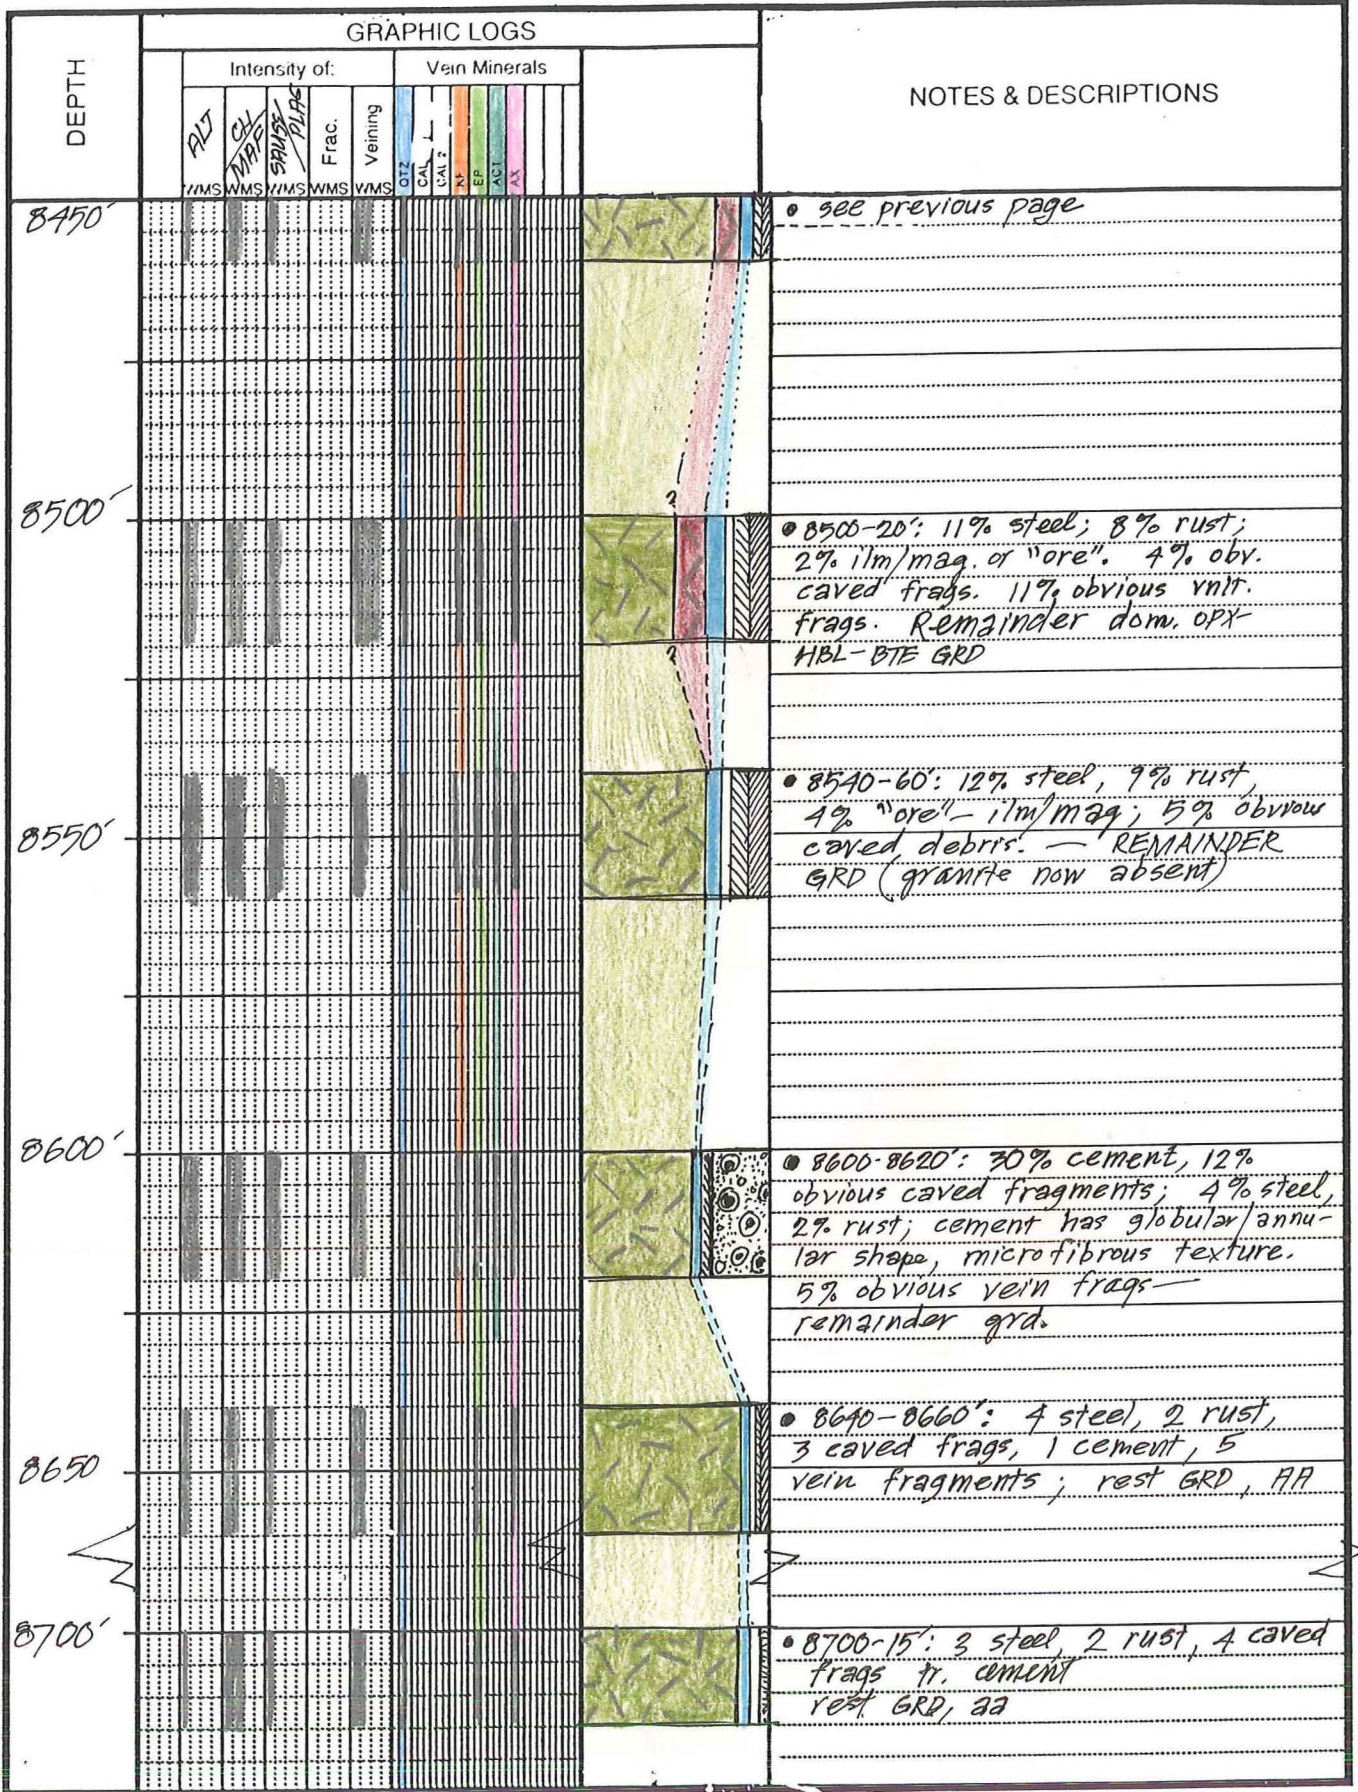 GRAPHIC LOGS
DEPTH
Intensity of:
Vein Minerals
NOTES & DESCRIPTIONS
ALT
CH/MAF
SAUSS/PLAG
Frac.
Veining
QTZ
CAL 1
CAL 2
KF
EP
ACT
AX
WMS WMS WMS WMS WMS
8450'
• see previous page
8500'
• 8500-20': 11% steel; 8% rust;
2% ilm/mag. or "ore". 4% obv.
caved frags. 11% obvious vnlt.
frags. Remainder dom. OPX-
HBL-BTE GRD
?
?
• 8540-60': 12% steel, 9% rust,
4% "ore" - ilm/mag; 5% obvious
8550'
caved debris. — REMAINDER
GRD (granite now absent)
8600'
• 8600-8620': 30% cement, 12%
obvious caved fragments; 4% steel,
2% rust; cement has globular/annu-
lar shape, microfibrous texture.
5% obvious vein frags—
remainder grd.
• 8640-8660': 4 steel, 2 rust,
3 caved frags, 1 cement, 5
8650
vein fragments; rest GRD, AA
8700'
• 8700-15': 3 steel, 2 rust, 4 caved
frags tr. cement
rest GRD, aa